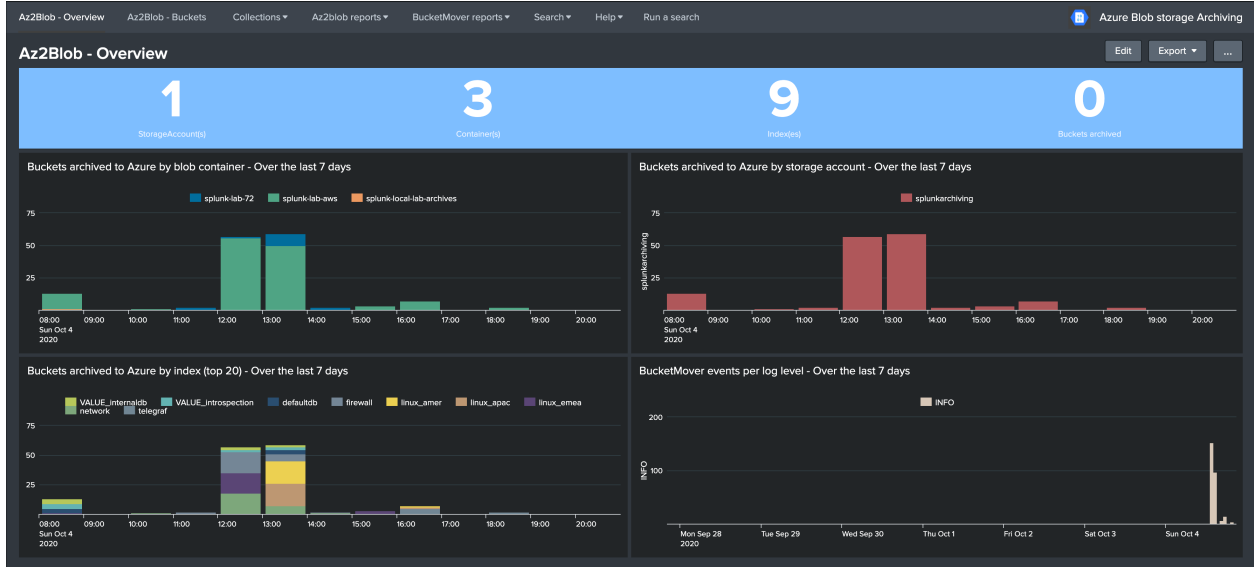 Az2Blob - Overview Az2Blob - Buckets Collections Az2blob reports BucketMover reports Search Help Run a search Azure Blob storage Archiving
Az2Blob - Overview Edit Export ...
1 3 9 0
StorageAccount(s) Container(s) Index(es) Buckets archived
Buckets archived to Azure by blob container - Over the last 7 days
splunk-lab-72 splunk-lab-aws splunk-local-lab-archives
75
50
25
08:00 09:00 10:00 11:00 12:00 13:00 14:00 15:00 16:00 17:00 18:00 19:00 20:00
Sun Oct 4
2020
Buckets archived to Azure by storage account - Over the last 7 days
splunkarchiving
75
50
25
splunkarchiving
08:00 09:00 10:00 11:00 12:00 13:00 14:00 15:00 16:00 17:00 18:00 19:00 20:00
Sun Oct 4
2020
Buckets archived to Azure by index (top 20) - Over the last 7 days
VALUE_internaldb VALUE_introspection defaultdb firewall linux_amer linux_apac linux_emea
network telegraf
75
50
25
08:00 09:00 10:00 11:00 12:00 13:00 14:00 15:00 16:00 17:00 18:00 19:00 20:00
Sun Oct 4
2020
BucketMover events per log level - Over the last 7 days
INFO
200
100
INFO
Mon Sep 28 Tue Sep 29 Wed Sep 30 Thu Oct 1 Fri Oct 2 Sat Oct 3 Sun Oct 4
2020